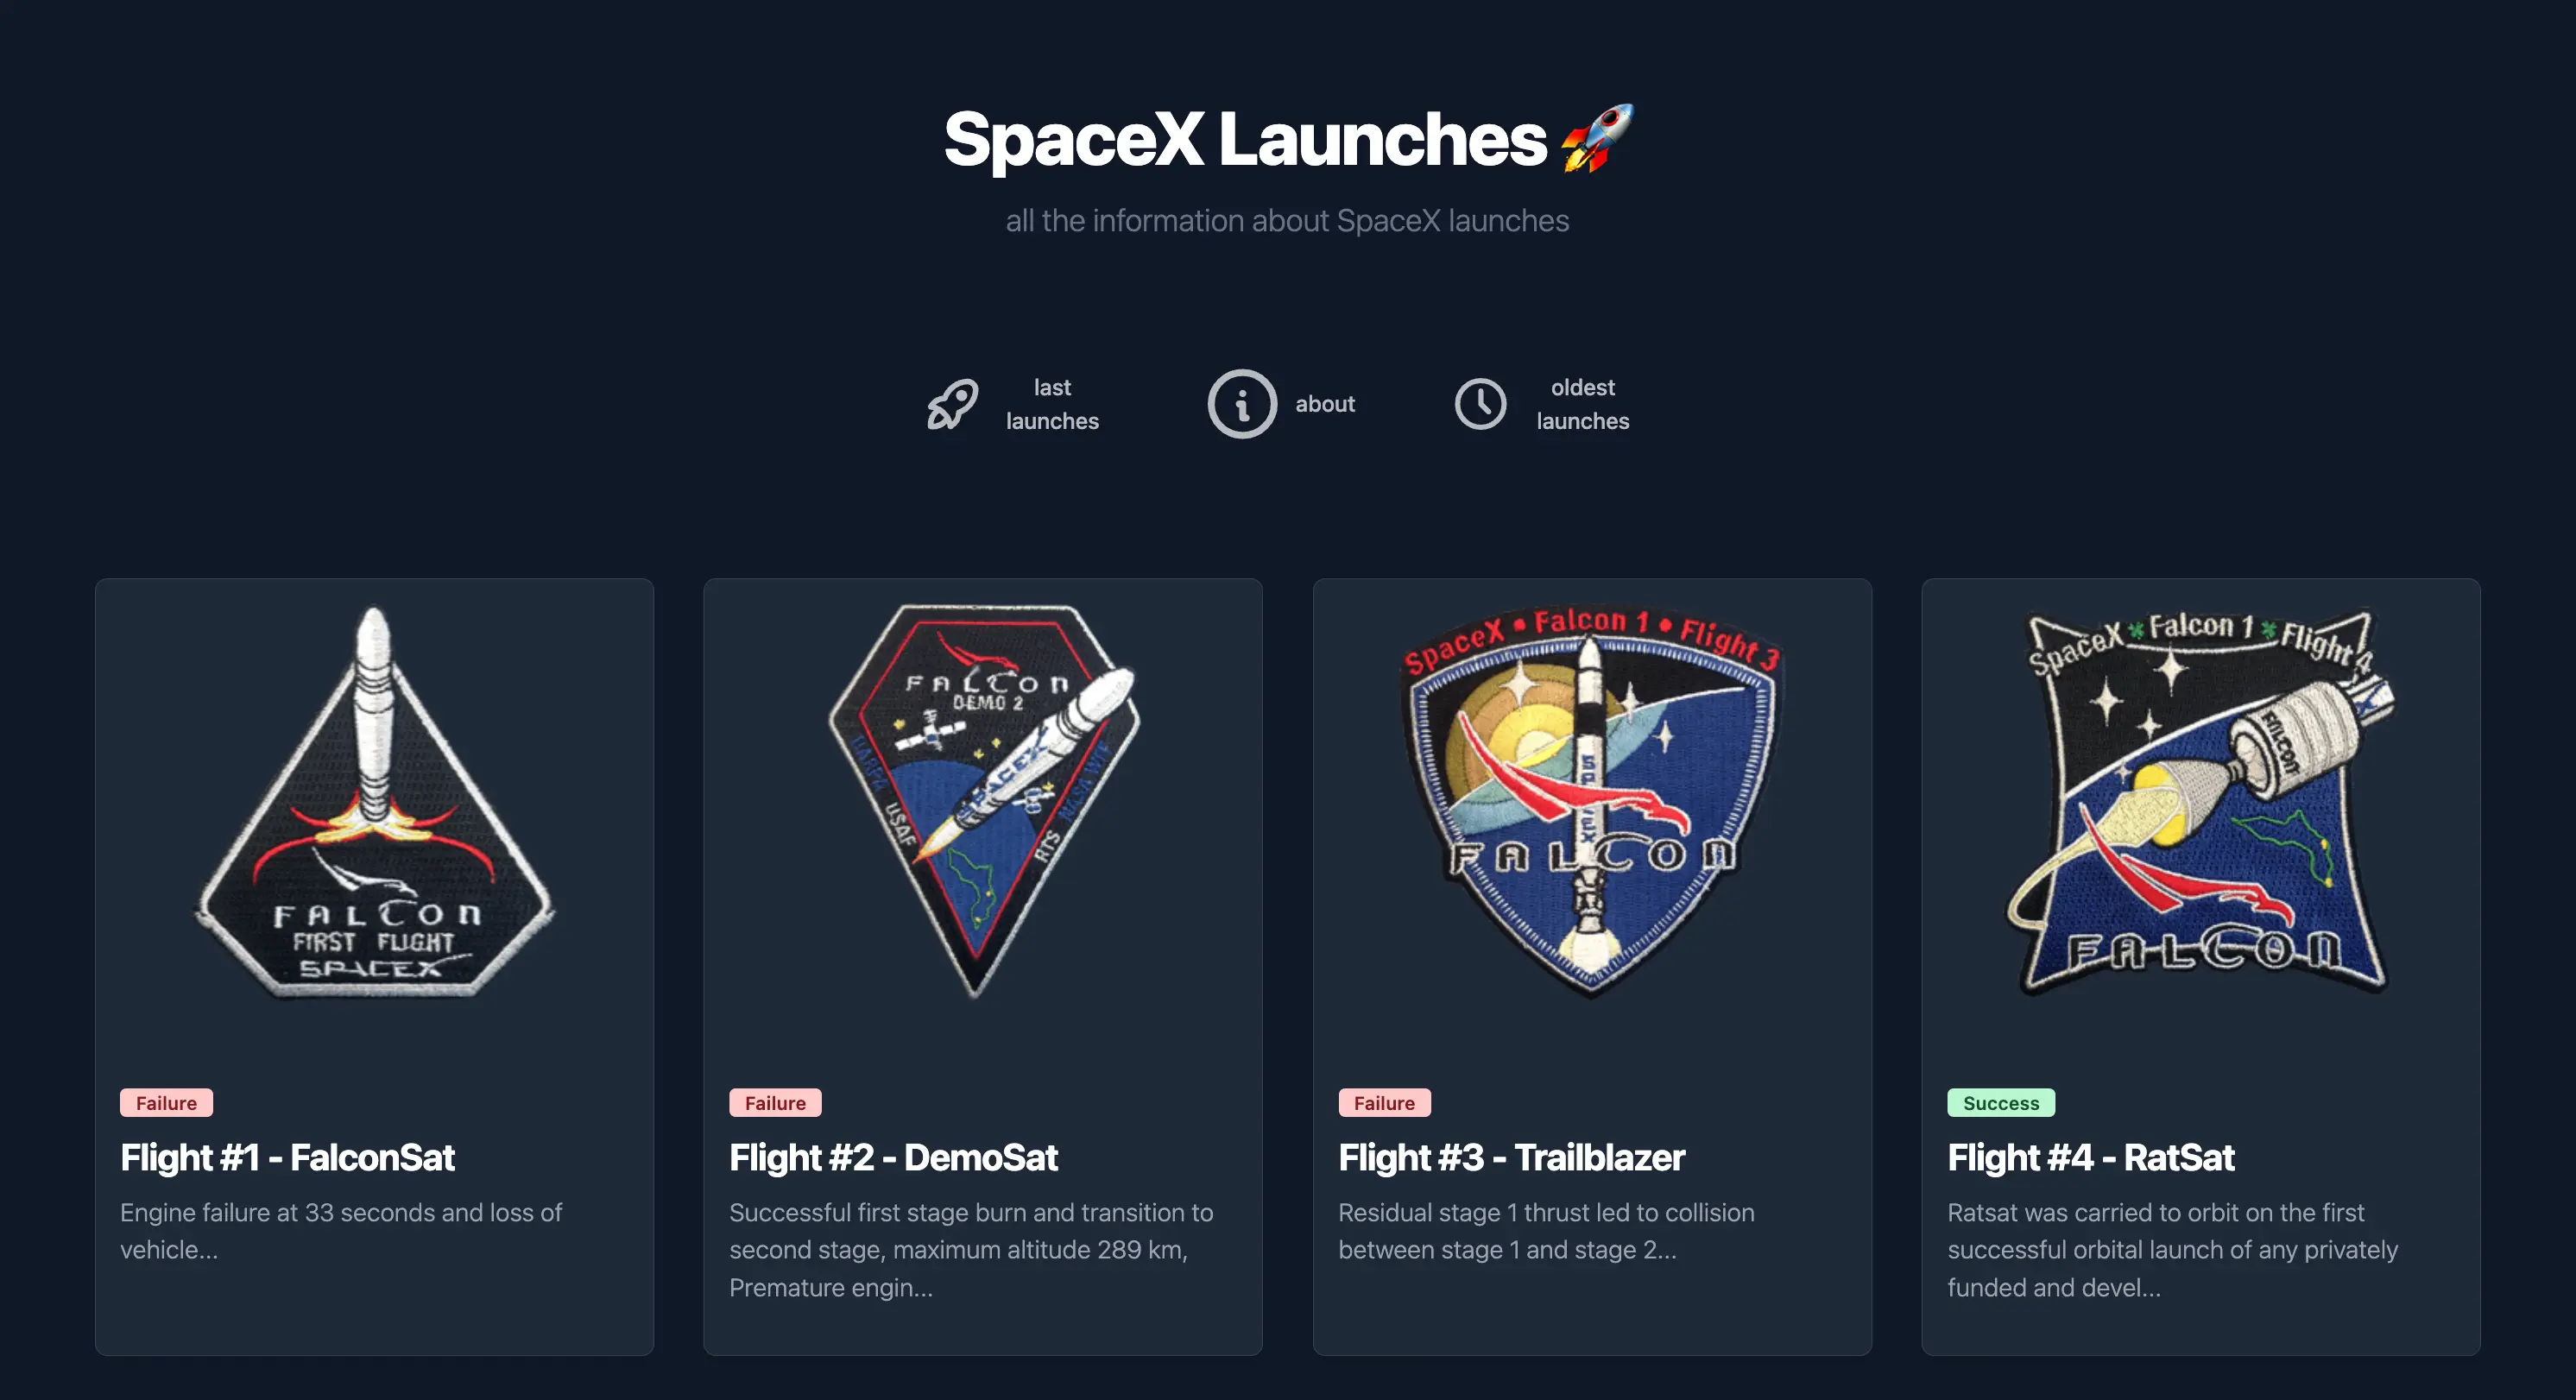 SpaceX Launches
all the information about SpaceX launches
last
launches
about
oldest
launches
FALCON
FIRST FLIGHT
SPACEX
Failure
Flight #1 - FalconSat
Engine failure at 33 seconds and loss of
vehicle...
FALCON
DEMO 2
SPACEX
DARPA
USAF
RTS
NASA WFF
Failure
Flight #2 - DemoSat
Successful first stage burn and transition to
second stage, maximum altitude 289 km,
Premature engin...
SpaceX • Falcon 1 • Flight 3
FALCON
Failure
Flight #3 - Trailblazer
Residual stage 1 thrust led to collision
between stage 1 and stage 2...
SpaceX Falcon 1 Flight 4
FALCON1
FALCON
Success
Flight #4 - RatSat
Ratsat was carried to orbit on the first
successful orbital launch of any privately
funded and devel...